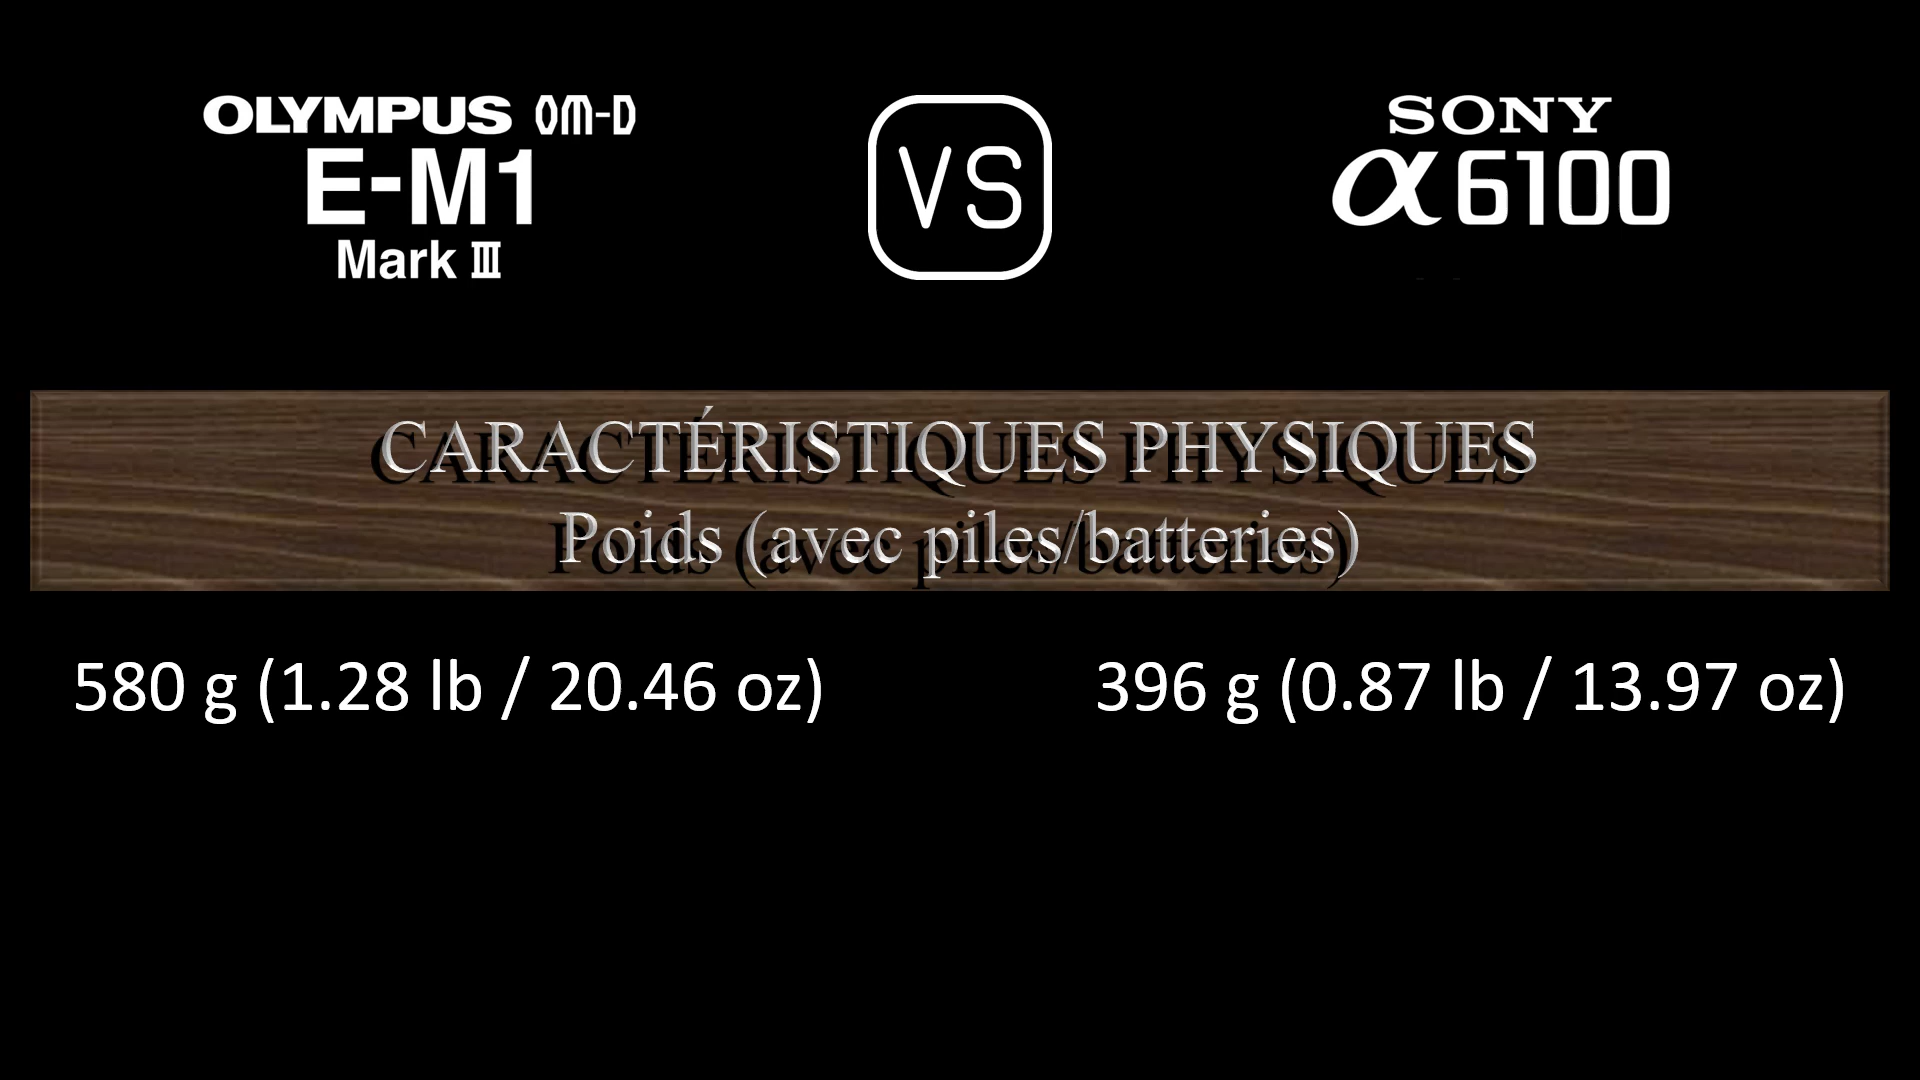 OLYMPUS OM-D
E-M1
Mark III
VS
SONY
α6100
CARACTÉRISTIQUES PHYSIQUES
Poids (avec piles/batteries)
580 g (1.28 lb / 20.46 oz)
396 g (0.87 lb / 13.97 oz)